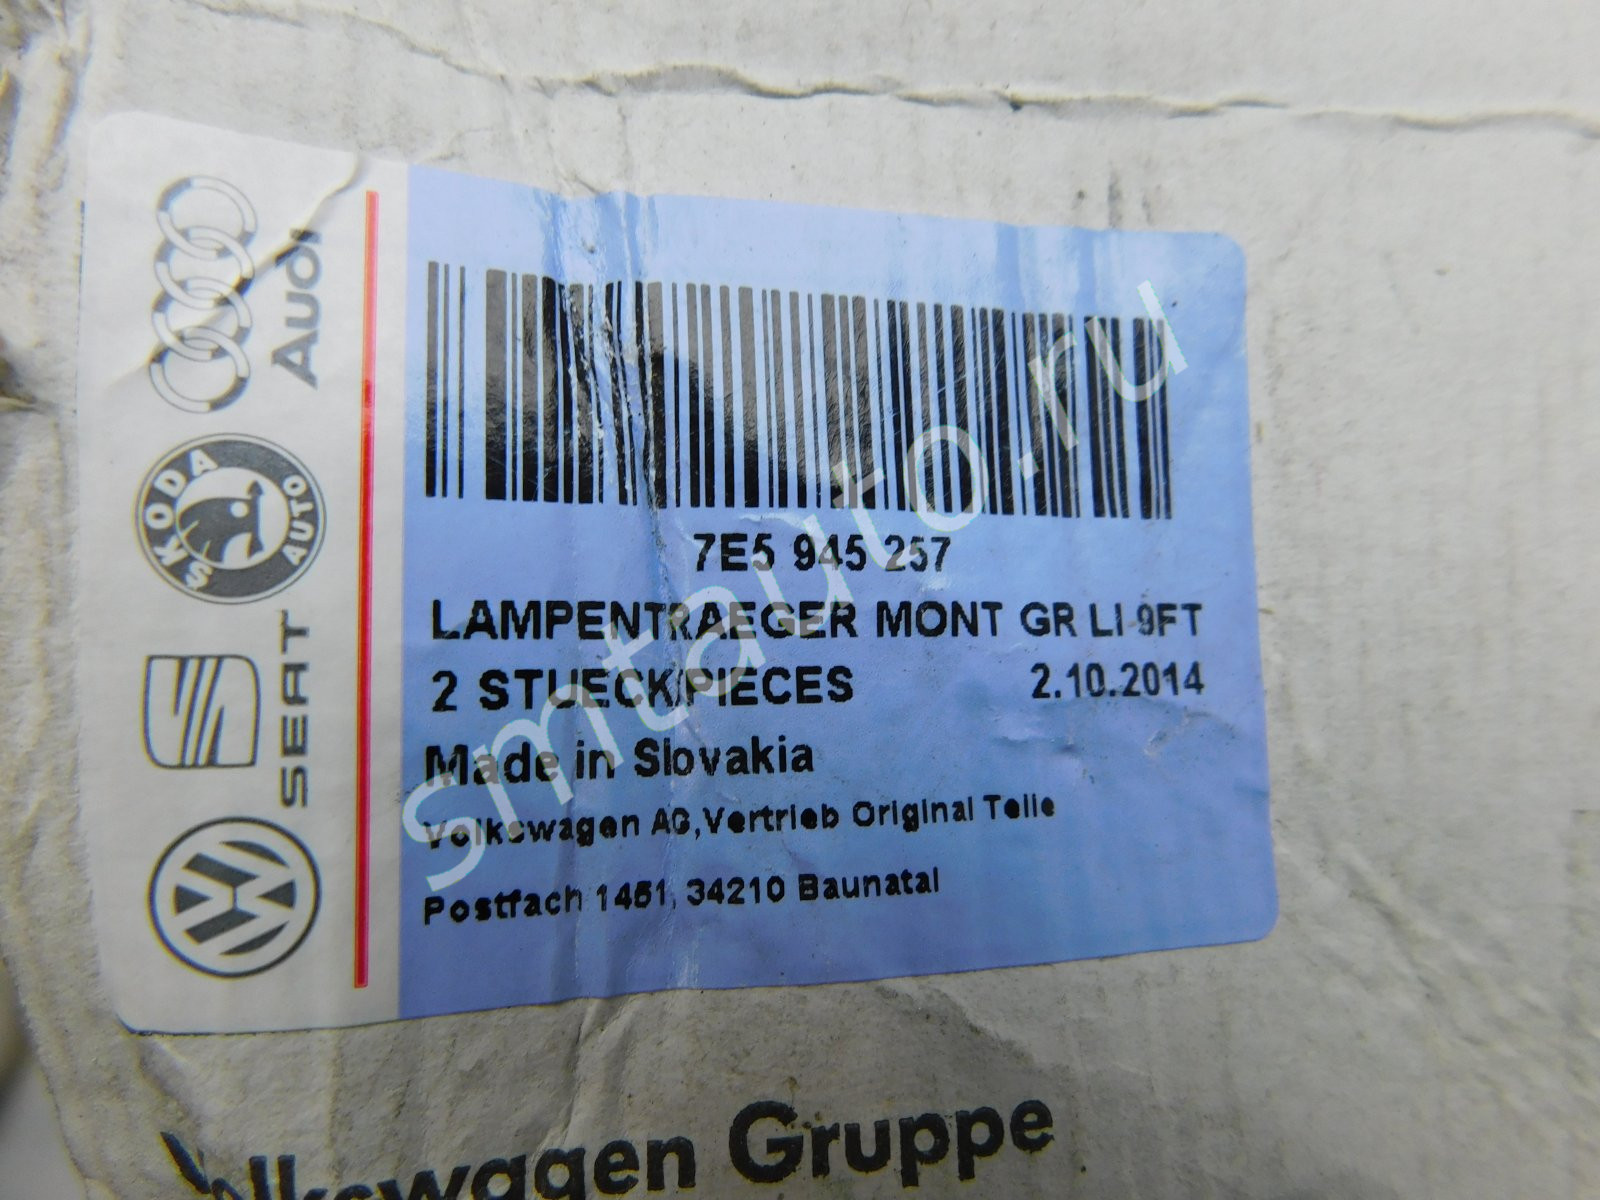 Audi
SKODA
AUTO
SEAT
7E5 945 257
LAMPENTRAEGER MONT GR LI-9FT
2 STUECK/PIECES 2.10.2014
Made in Slovakia
Volkswagen AG,Vertrieb Original Teile
Postfach 1451, 34210 Baunatal
Volkswagen Gruppe
smtauto.ru